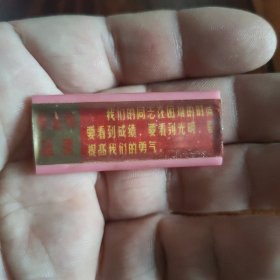 我们的同志在困难的时候
要看到成绩，要看到光明，要
提高我们的勇气。